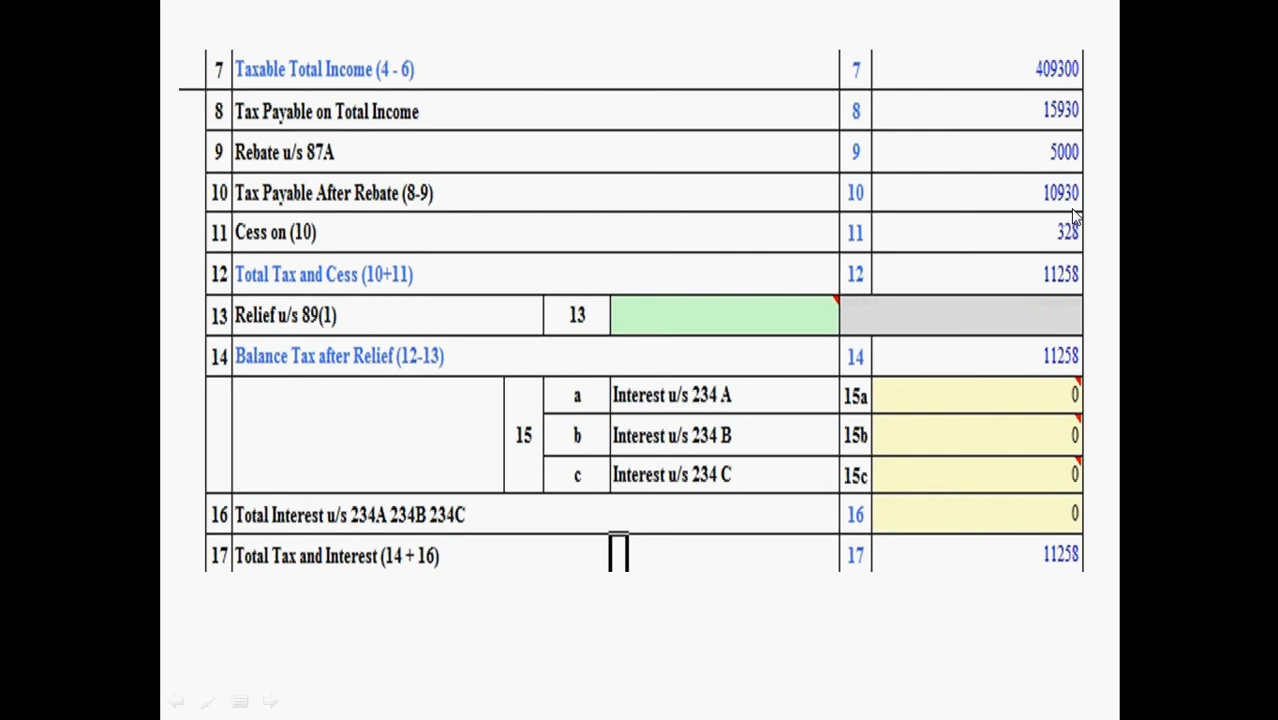 7 Taxable Total Income (4 - 6) 7 409300
8 Tax Payable on Total Income 8 15930
9 Rebate u/s 87A 9 5000
10 Tax Payable After Rebate (8-9) 10 10930
11 Cess on (10) 11 328
12 Total Tax and Cess (10+11) 12 11258
13 Relief u/s 89(1) 13
14 Balance Tax after Relief (12-13) 14 11258
a Interest u/s 234 A 15a 0
15 b Interest u/s 234 B 15b 0
c Interest u/s 234 C 15c 0
16 Total Interest u/s 234A 234B 234C 16 0
17 Total Tax and Interest (14 + 16) 17 11258